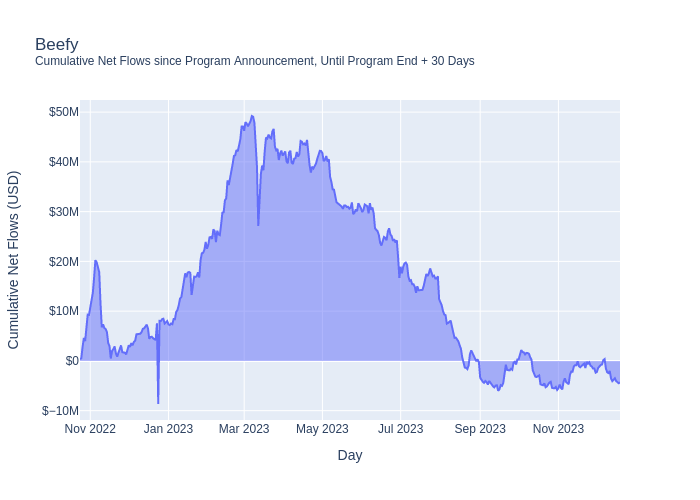 Beefy
Cumulative Net Flows since Program Announcement, Until Program End + 30 Days
Cumulative Net Flows (USD)
$50M
$40M
$30M
$20M
$10M
$0
$−10M
Nov 2022
Jan 2023
Mar 2023
May 2023
Jul 2023
Sep 2023
Nov 2023
Day